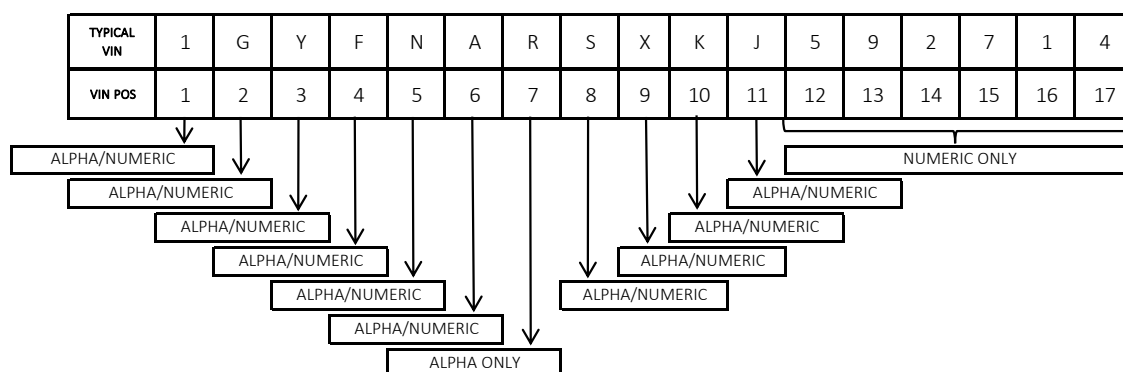 TYPICAL VIN 1 G Y F N A R S X K J 5 9 2 7 1 4
VIN POS 1 2 3 4 5 6 7 8 9 10 11 12 13 14 15 16 17
ALPHA/NUMERIC NUMERIC ONLY
ALPHA/NUMERIC ALPHA/NUMERIC
ALPHA/NUMERIC ALPHA/NUMERIC
ALPHA/NUMERIC ALPHA/NUMERIC
ALPHA/NUMERIC ALPHA/NUMERIC
ALPHA/NUMERIC
ALPHA ONLY